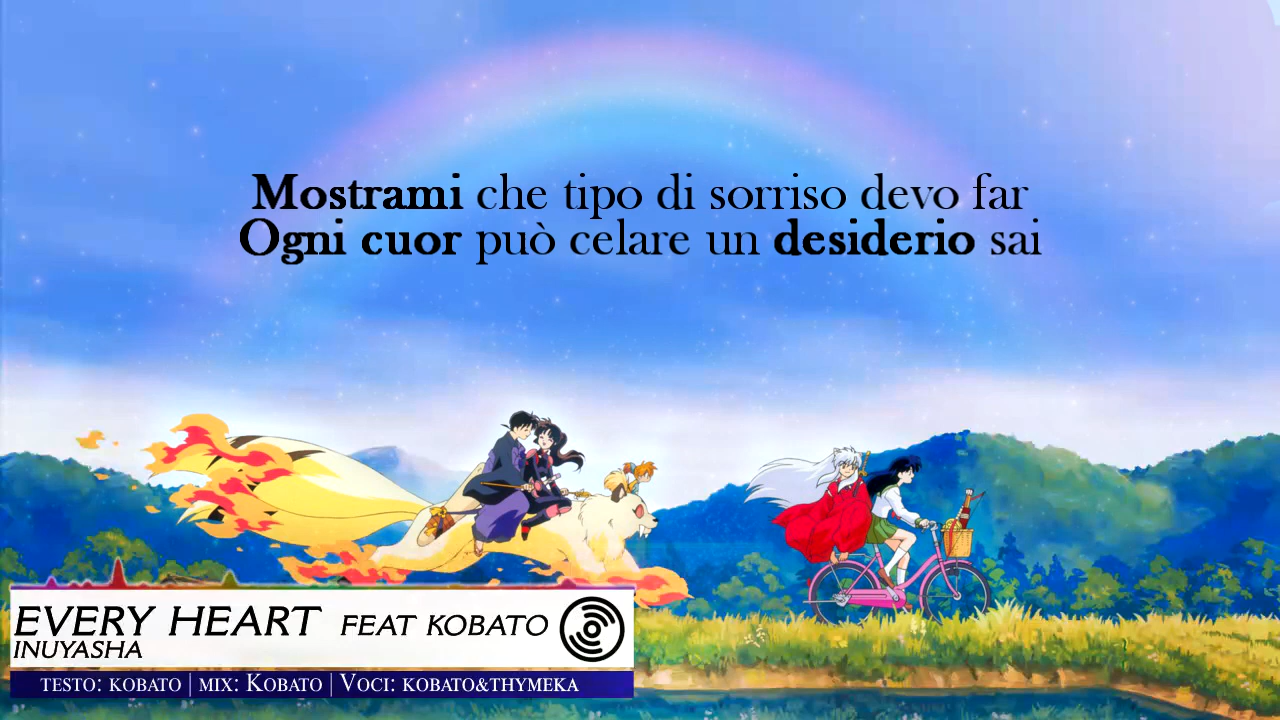 Mostrami che tipo di sorriso devo far
Ogni cuor può celare un desiderio sai
EVERY HEART FEAT KOBATO
INUYASHA
TESTO: KOBATO | MIX: KOBATO | VOCI: KOBATO&THYMEKA